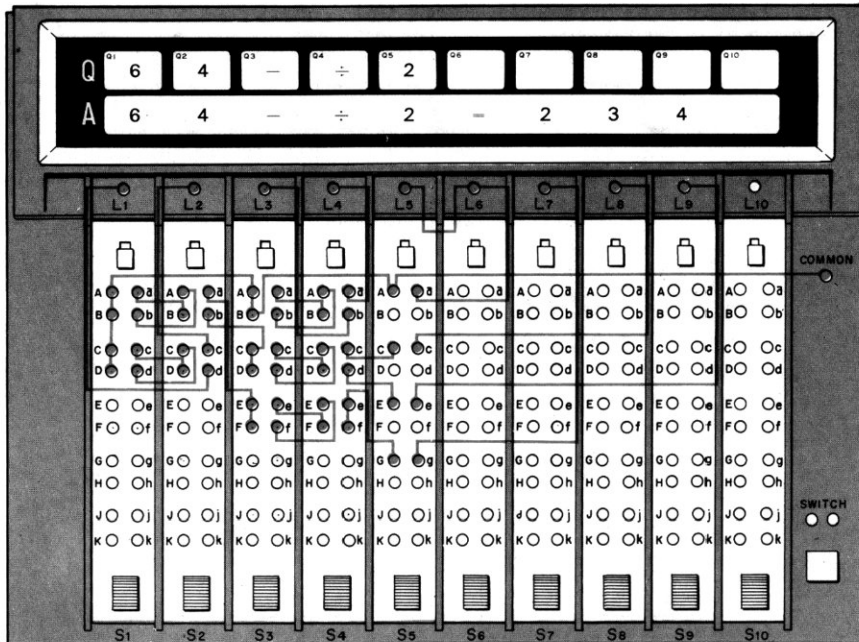 Q1 Q2 Q3 Q4 Q5 Q6 Q7 Q8 Q9 Q10
Q 6 4 − ÷ 2
A 6 4 − ÷ 2 = 2 3 4
L1 L2 L3 L4 L5 L6 L7 L8 L9 L10
COMMON
A a A a A a A a A a A a A a A a A a A a
B b B b B b B b B b B b B b B b B b B b
C c C c C c C c C c C c C c C c C c C c
D d D d D d D d D d D d D d D d D d D d
E e E e E e E e E e E e E e E e E e E e
F f F f F f F f F f F f F f F f F f F f
G g G g G g G g G g G g G g G g G g G g
H h H h H h H h H h H h H h H h H h H h
SWITCH
J j J j J j J j J j J j J j J j J j J j
K k K k K k K k K k K k K k K k K k K k
S1 S2 S3 S4 S5 S6 S7 S8 S9 S10